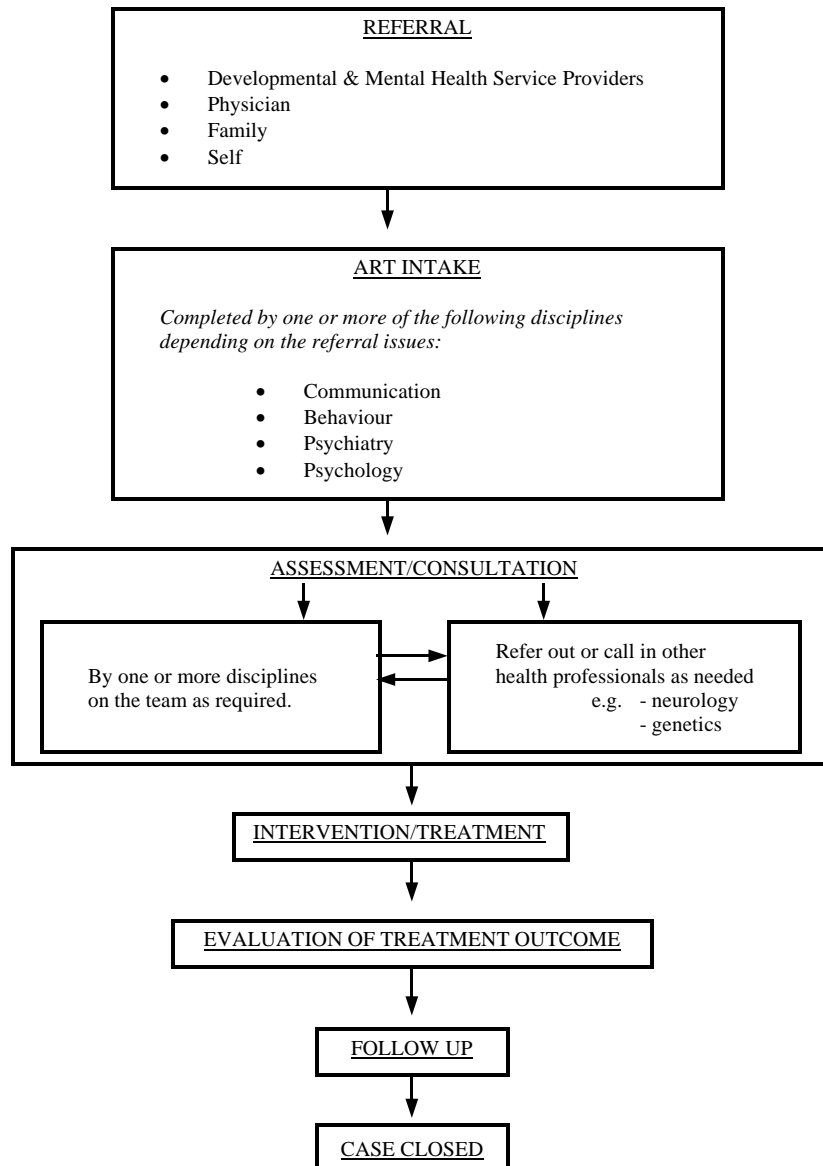 REFERRAL
• Developmental & Mental Health Service Providers
• Physician
• Family
• Self
ART INTAKE
Completed by one or more of the following disciplines
depending on the referral issues:
• Communication
• Behaviour
• Psychiatry
• Psychology
ASSESSMENT/CONSULTATION
By one or more disciplines
on the team as required.
Refer out or call in other
health professionals as needed
e.g. - neurology
- genetics
INTERVENTION/TREATMENT
EVALUATION OF TREATMENT OUTCOME
FOLLOW UP
CASE CLOSED